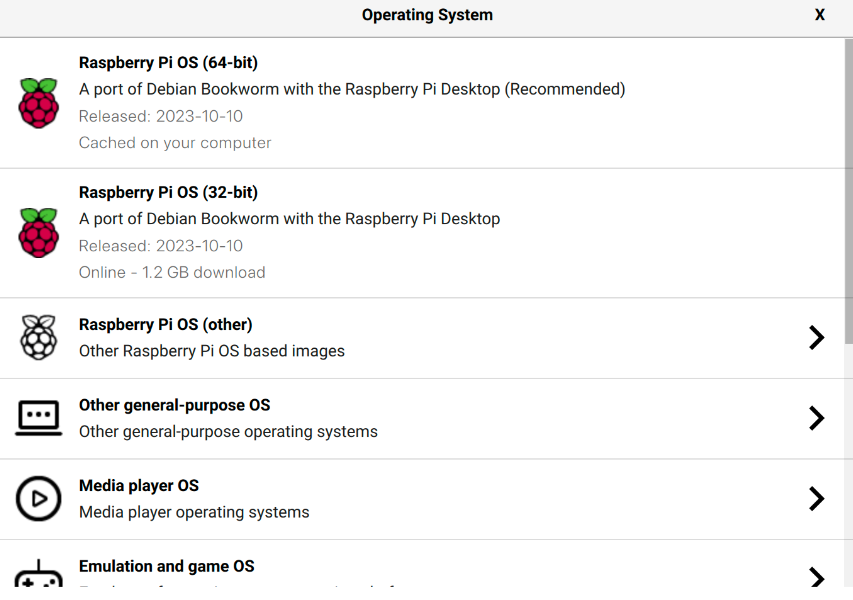 Operating System
X
Raspberry Pi OS (64-bit)
A port of Debian Bookworm with the Raspberry Pi Desktop (Recommended)
Released: 2023-10-10
Cached on your computer
Raspberry Pi OS (32-bit)
A port of Debian Bookworm with the Raspberry Pi Desktop
Released: 2023-10-10
Online - 1.2 GB download
Raspberry Pi OS (other)
Other Raspberry Pi OS based images
Other general-purpose OS
Other general-purpose operating systems
Media player OS
Media player operating systems
Emulation and game OS